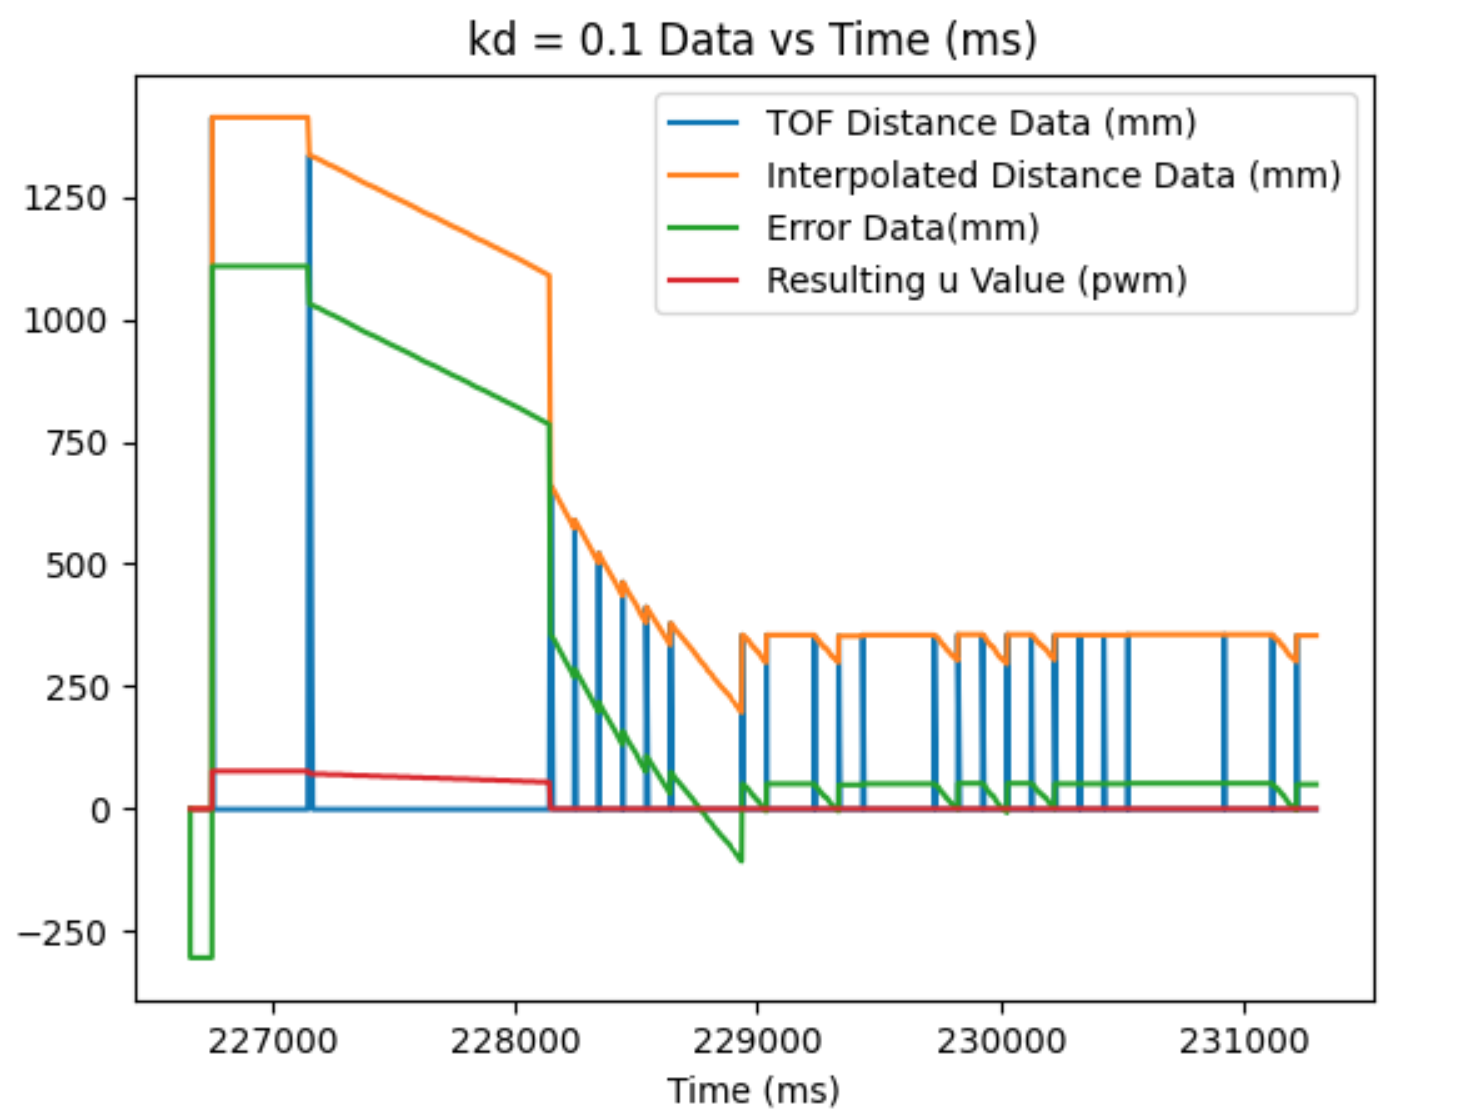 kd = 0.1 Data vs Time (ms)
TOF Distance Data (mm)
Interpolated Distance Data (mm)
Error Data(mm)
Resulting u Value (pwm)
1250
1000
750
500
250
0
−250
227000 228000 229000 230000 231000
Time (ms)